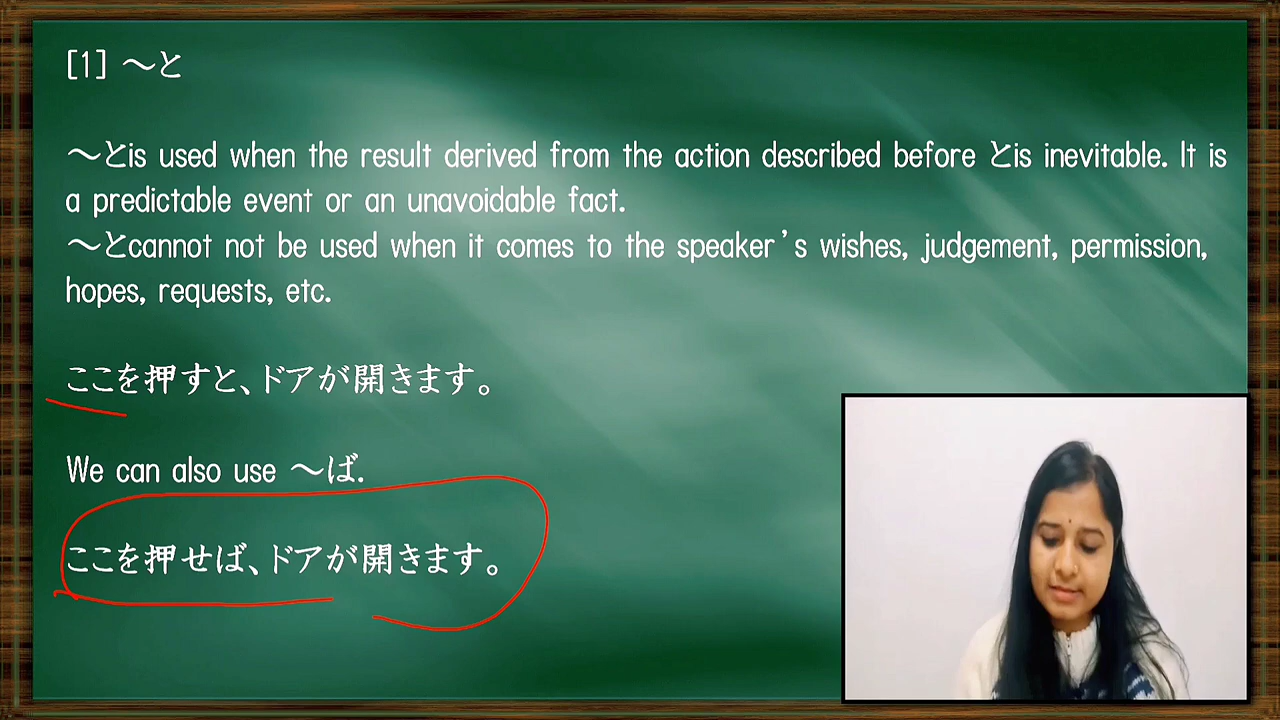 [1] ～と
～とis used when the result derived from the action described before とis inevitable. It is
a predictable event or an unavoidable fact.
～とcannot not be used when it comes to the speaker’s wishes, judgement, permission,
hopes, requests, etc.
ここを押すと、ドアが開きます。
We can also use ～ば.
ここを押せば、ドアが開きます。